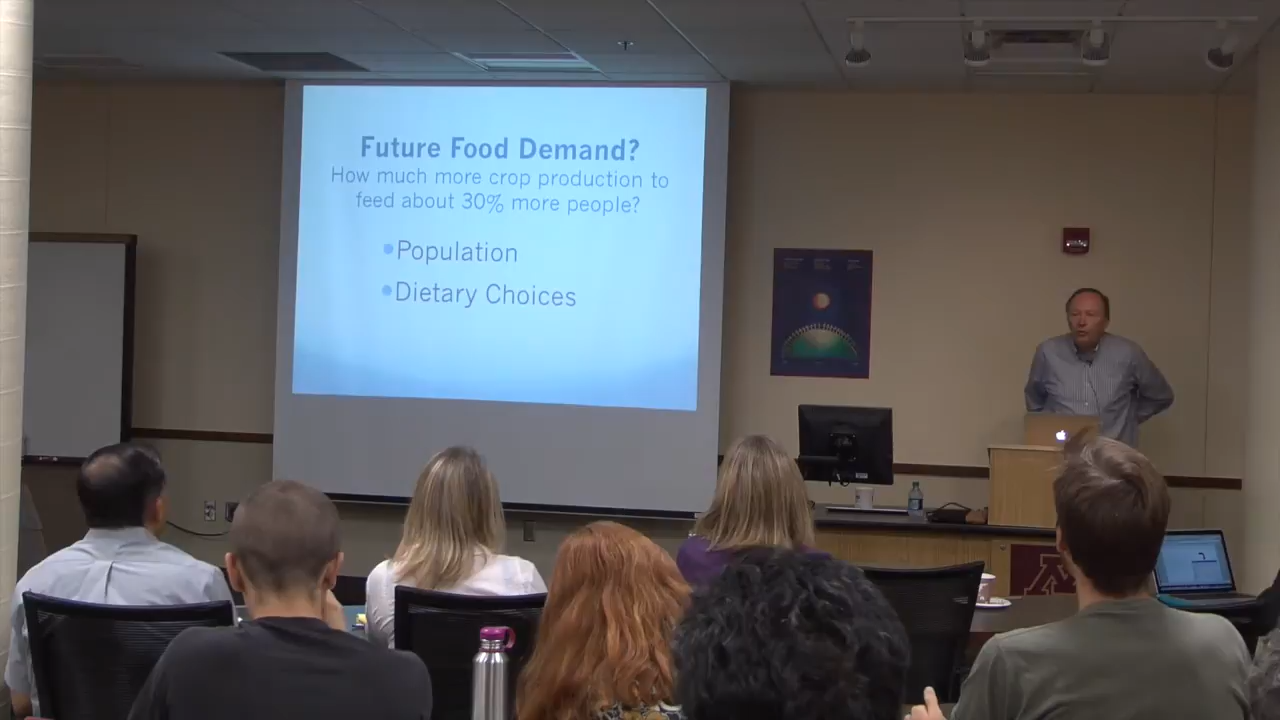 Future Food Demand?
How much more crop production to
feed about 30% more people?
•Population
•Dietary Choices
M